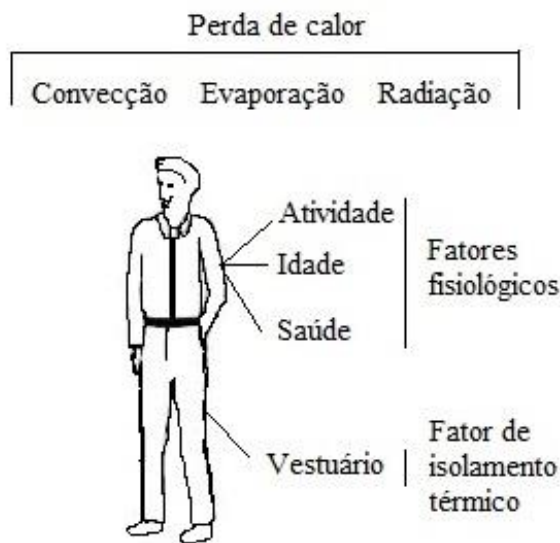 Perda de calor
Convecção Evaporação Radiação
Atividade
Idade
Saúde
Fatores
fisiológicos
Vestuário
Fator de
isolamento
térmico